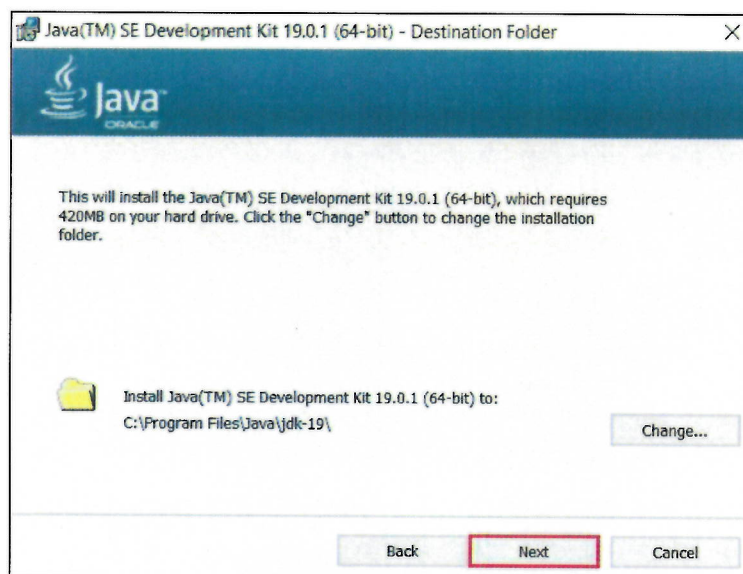 Java(TM) SE Development Kit 19.0.1 (64-bit) - Destination Folder
Java™
ORACLE
This will install the Java(TM) SE Development Kit 19.0.1 (64-bit), which requires
420MB on your hard drive. Click the "Change" button to change the installation
folder.
Install Java(TM) SE Development Kit 19.0.1 (64-bit) to:
C:\Program Files\Java\jdk-19\
Change...
Back
Next
Cancel